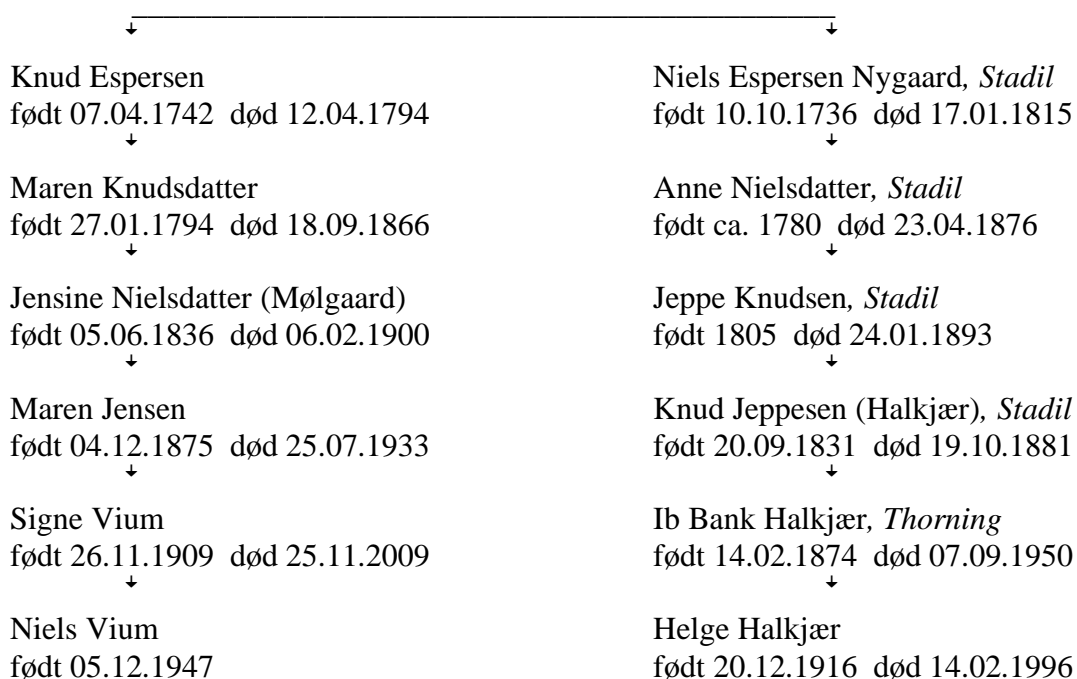 Knud Espersen
født 07.04.1742 død 12.04.1794
Maren Knudsdatter
født 27.01.1794 død 18.09.1866
Jensine Nielsdatter (Mølgaard)
født 05.06.1836 død 06.02.1900
Maren Jensen
født 04.12.1875 død 25.07.1933
Signe Vium
født 26.11.1909 død 25.11.2009
Niels Vium
født 05.12.1947
Niels Espersen Nygaard, Stadil
født 10.10.1736 død 17.01.1815
Anne Nielsdatter, Stadil
født ca. 1780 død 23.04.1876
Jeppe Knudsen, Stadil
født 1805 død 24.01.1893
Knud Jeppesen (Halkjær), Stadil
født 20.09.1831 død 19.10.1881
Ib Bank Halkjær, Thorning
født 14.02.1874 død 07.09.1950
Helge Halkjær
født 20.12.1916 død 14.02.1996